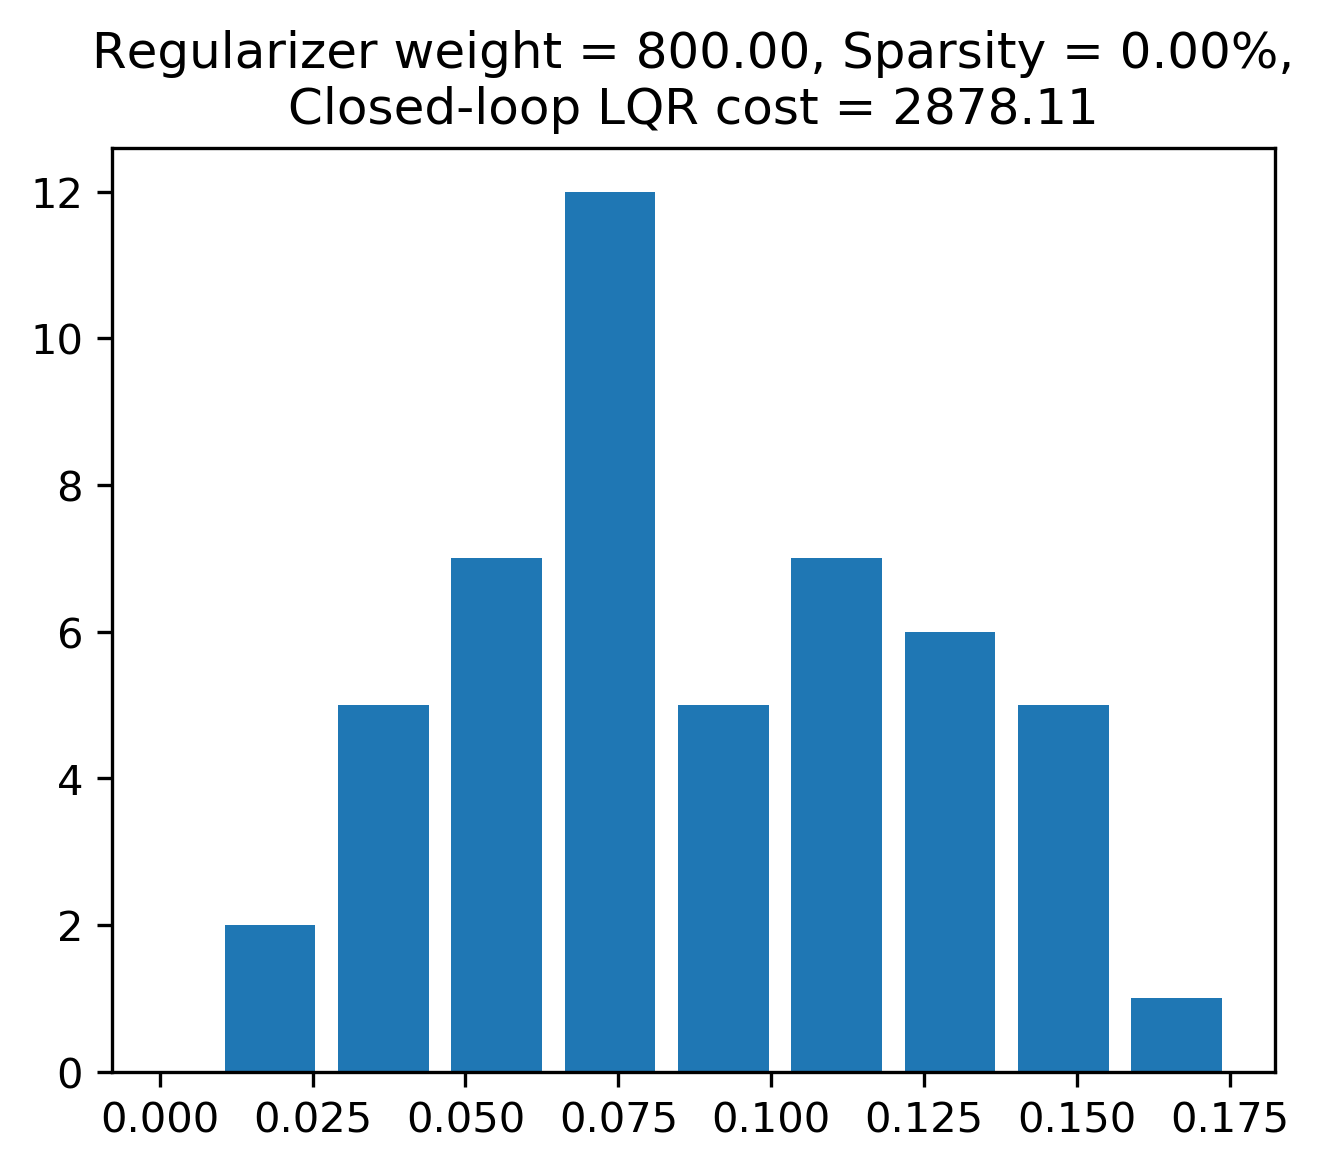 Regularizer weight = 800.00, Sparsity = 0.00%,
Closed-loop LQR cost = 2878.11
12
10
8
6
4
2
0
0.000 0.025 0.050 0.075 0.100 0.125 0.150 0.175